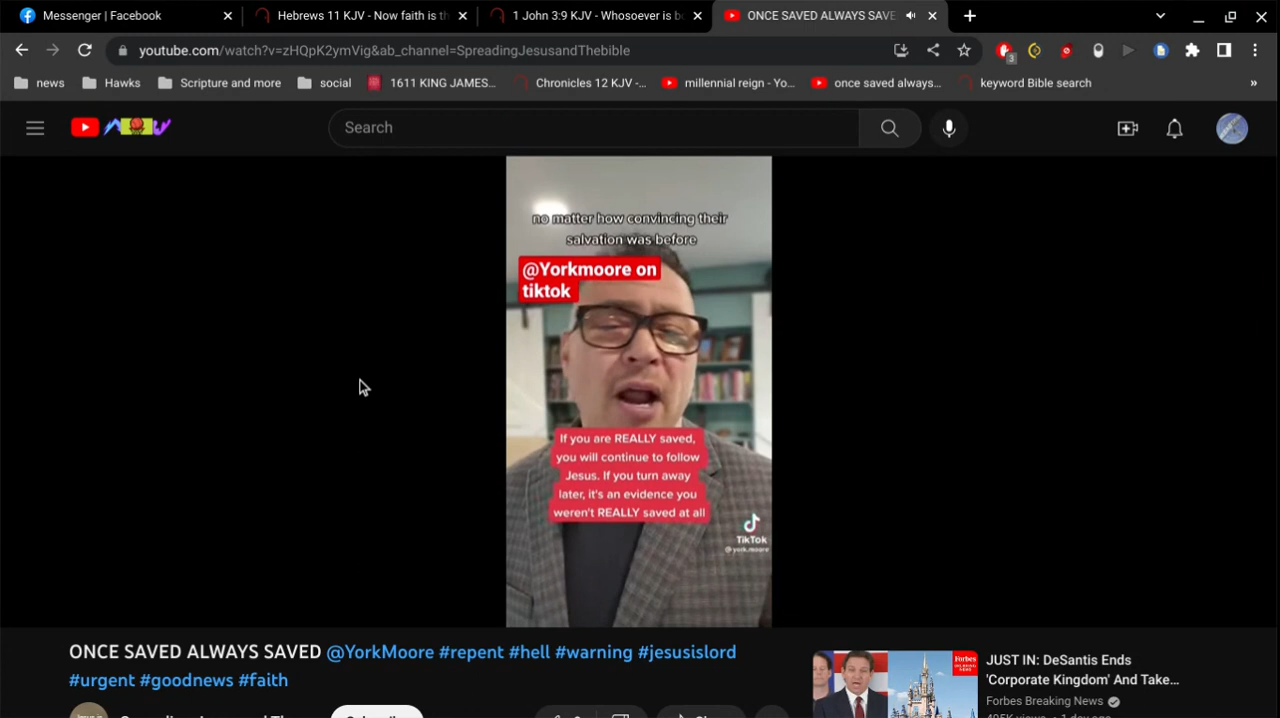 Messenger | Facebook
Hebrews 11 KJV - Now faith is th
1 John 3:9 KJV - Whosoever is bo
ONCE SAVED ALWAYS SAVE
youtube.com/watch?v=zHQpK2ymVig&ab_channel=SpreadingJesusandThebible
3
news
Hawks
Scripture and more
social
1611 KING JAMES...
Chronicles 12 KJV -...
millennial reign - Yo...
once saved always...
keyword Bible search
»
Search
no matter how convincing their
salvation was before
@Yorkmoore on
tiktok
If you are REALLY saved,
you will continue to follow
Jesus. If you turn away
later, it's an evidence you
weren't REALLY saved at all
TikTok
@york.moore
ONCE SAVED ALWAYS SAVED @YorkMoore #repent #hell #warning #jesusislord
#urgent #goodnews #faith
Forbes
JUST IN: DeSantis Ends
'Corporate Kingdom' And Take...
Forbes Breaking News